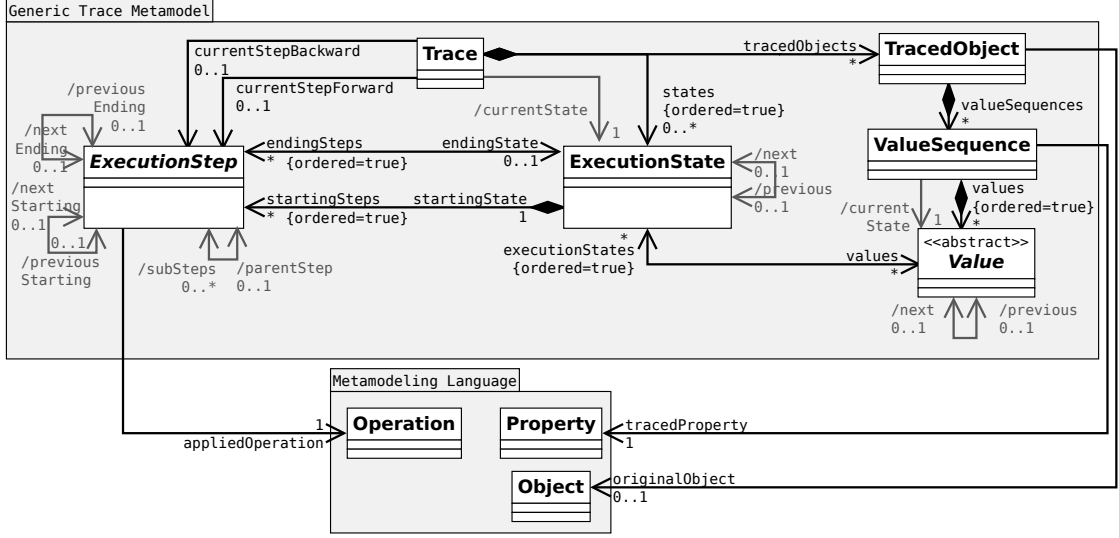 Generic Trace Metamodel
currentStepBackward
0..1
Trace
tracedObjects
*
TracedObject
currentStepForward
0..1
/currentState
1
states
{ordered=true}
0..*
valueSequences
*
/previous
Ending
0..1
/next
Ending
0..1
ExecutionStep
endingSteps
* {ordered=true}
endingState
0..1
ExecutionState
/next
0..1
/previous
0..1
ValueSequence
/next
Starting
0..1
0..1
/previous
Starting
startingSteps
* {ordered=true}
startingState
1
/subSteps
0..*
/parentStep
0..1
*
executionStates
{ordered=true}
values
*
/current
State
1
values
{ordered=true}
*
<<abstract>>
Value
/next
0..1
/previous
0..1
Metamodeling Language
1
appliedOperation
Operation
Property
tracedProperty
1
Object
originalObject
0..1